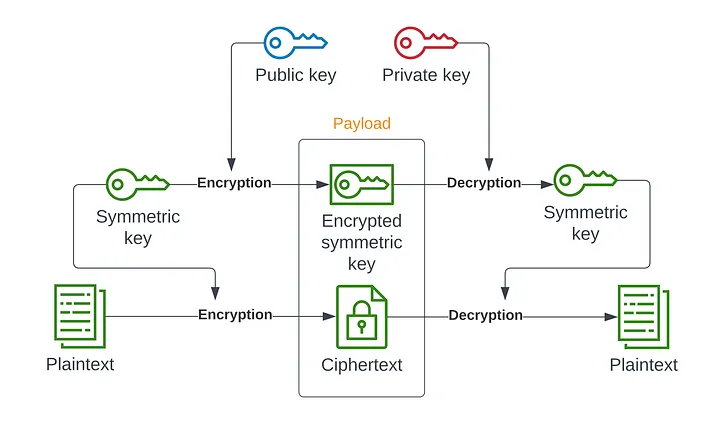 Public key
Private key
Payload
Encryption
Decryption
Symmetric
key
Encrypted
symmetric
key
Symmetric
key
Encryption
Decryption
Plaintext
Ciphertext
Plaintext